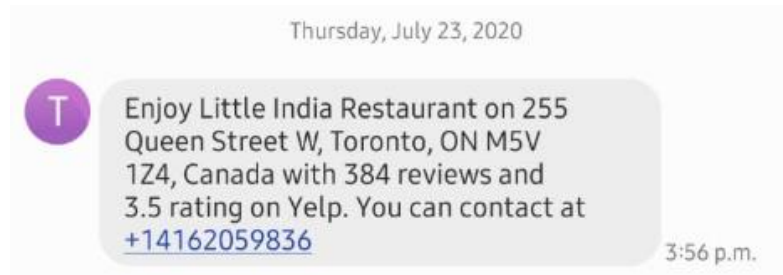 Thursday, July 23, 2020
T
Enjoy Little India Restaurant on 255
Queen Street W, Toronto, ON M5V
1Z4, Canada with 384 reviews and
3.5 rating on Yelp. You can contact at
+14162059836
3:56 p.m.